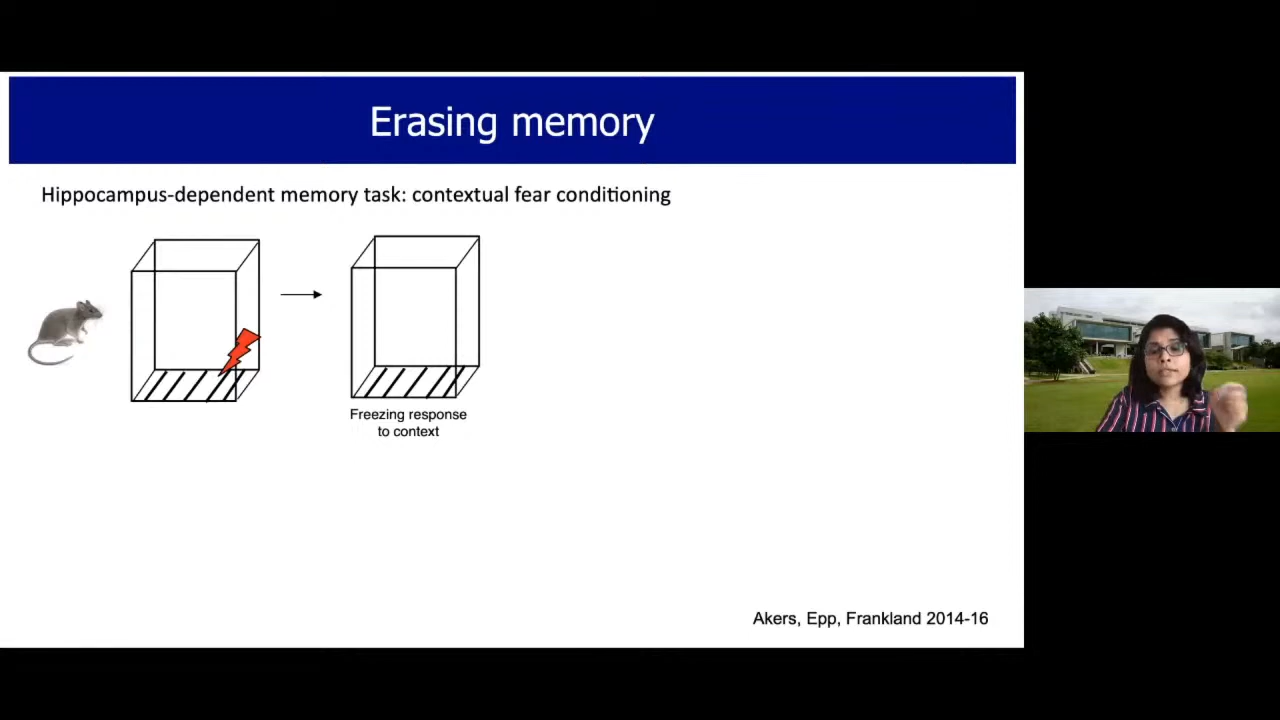 Erasing memory
Hippocampus-dependent memory task: contextual fear conditioning
Freezing response
to context
Akers, Epp, Frankland 2014-16